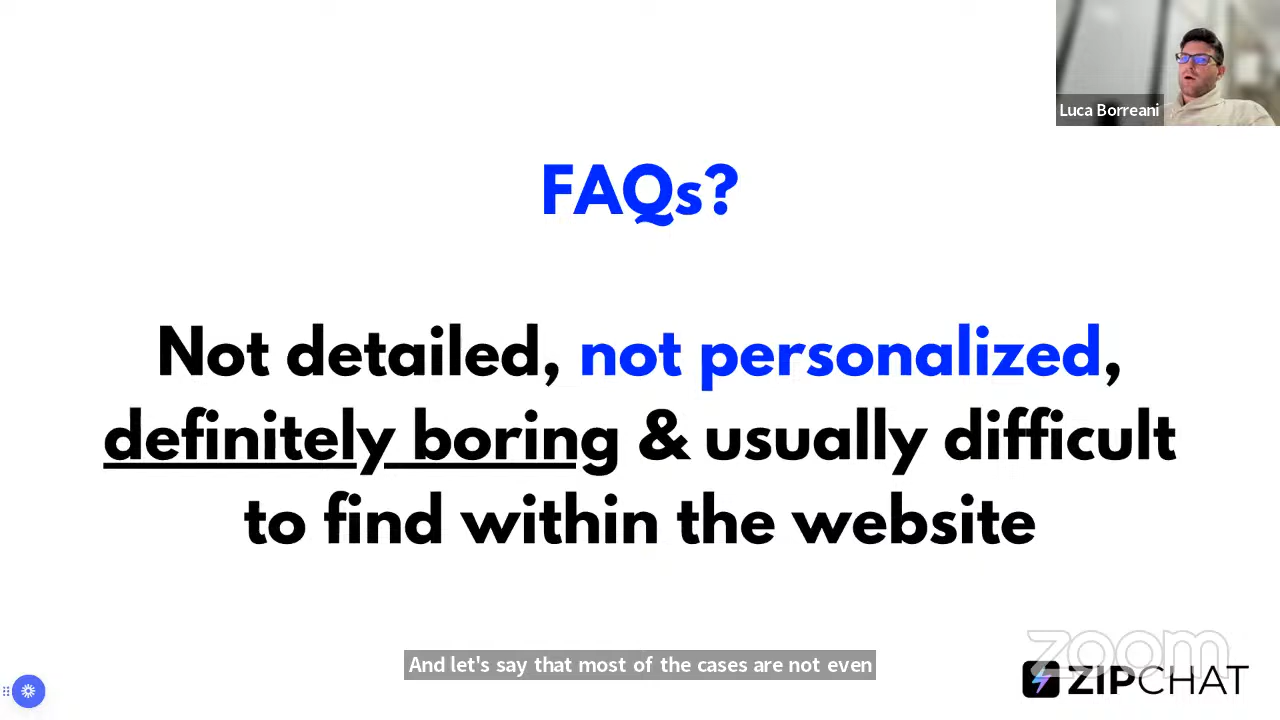 Luca Borreani
FAQs?
Not detailed, not personalized,
definitely boring & usually difficult
to find within the website
And let's say that most of the cases are not even
zoom
ZIPCHAT